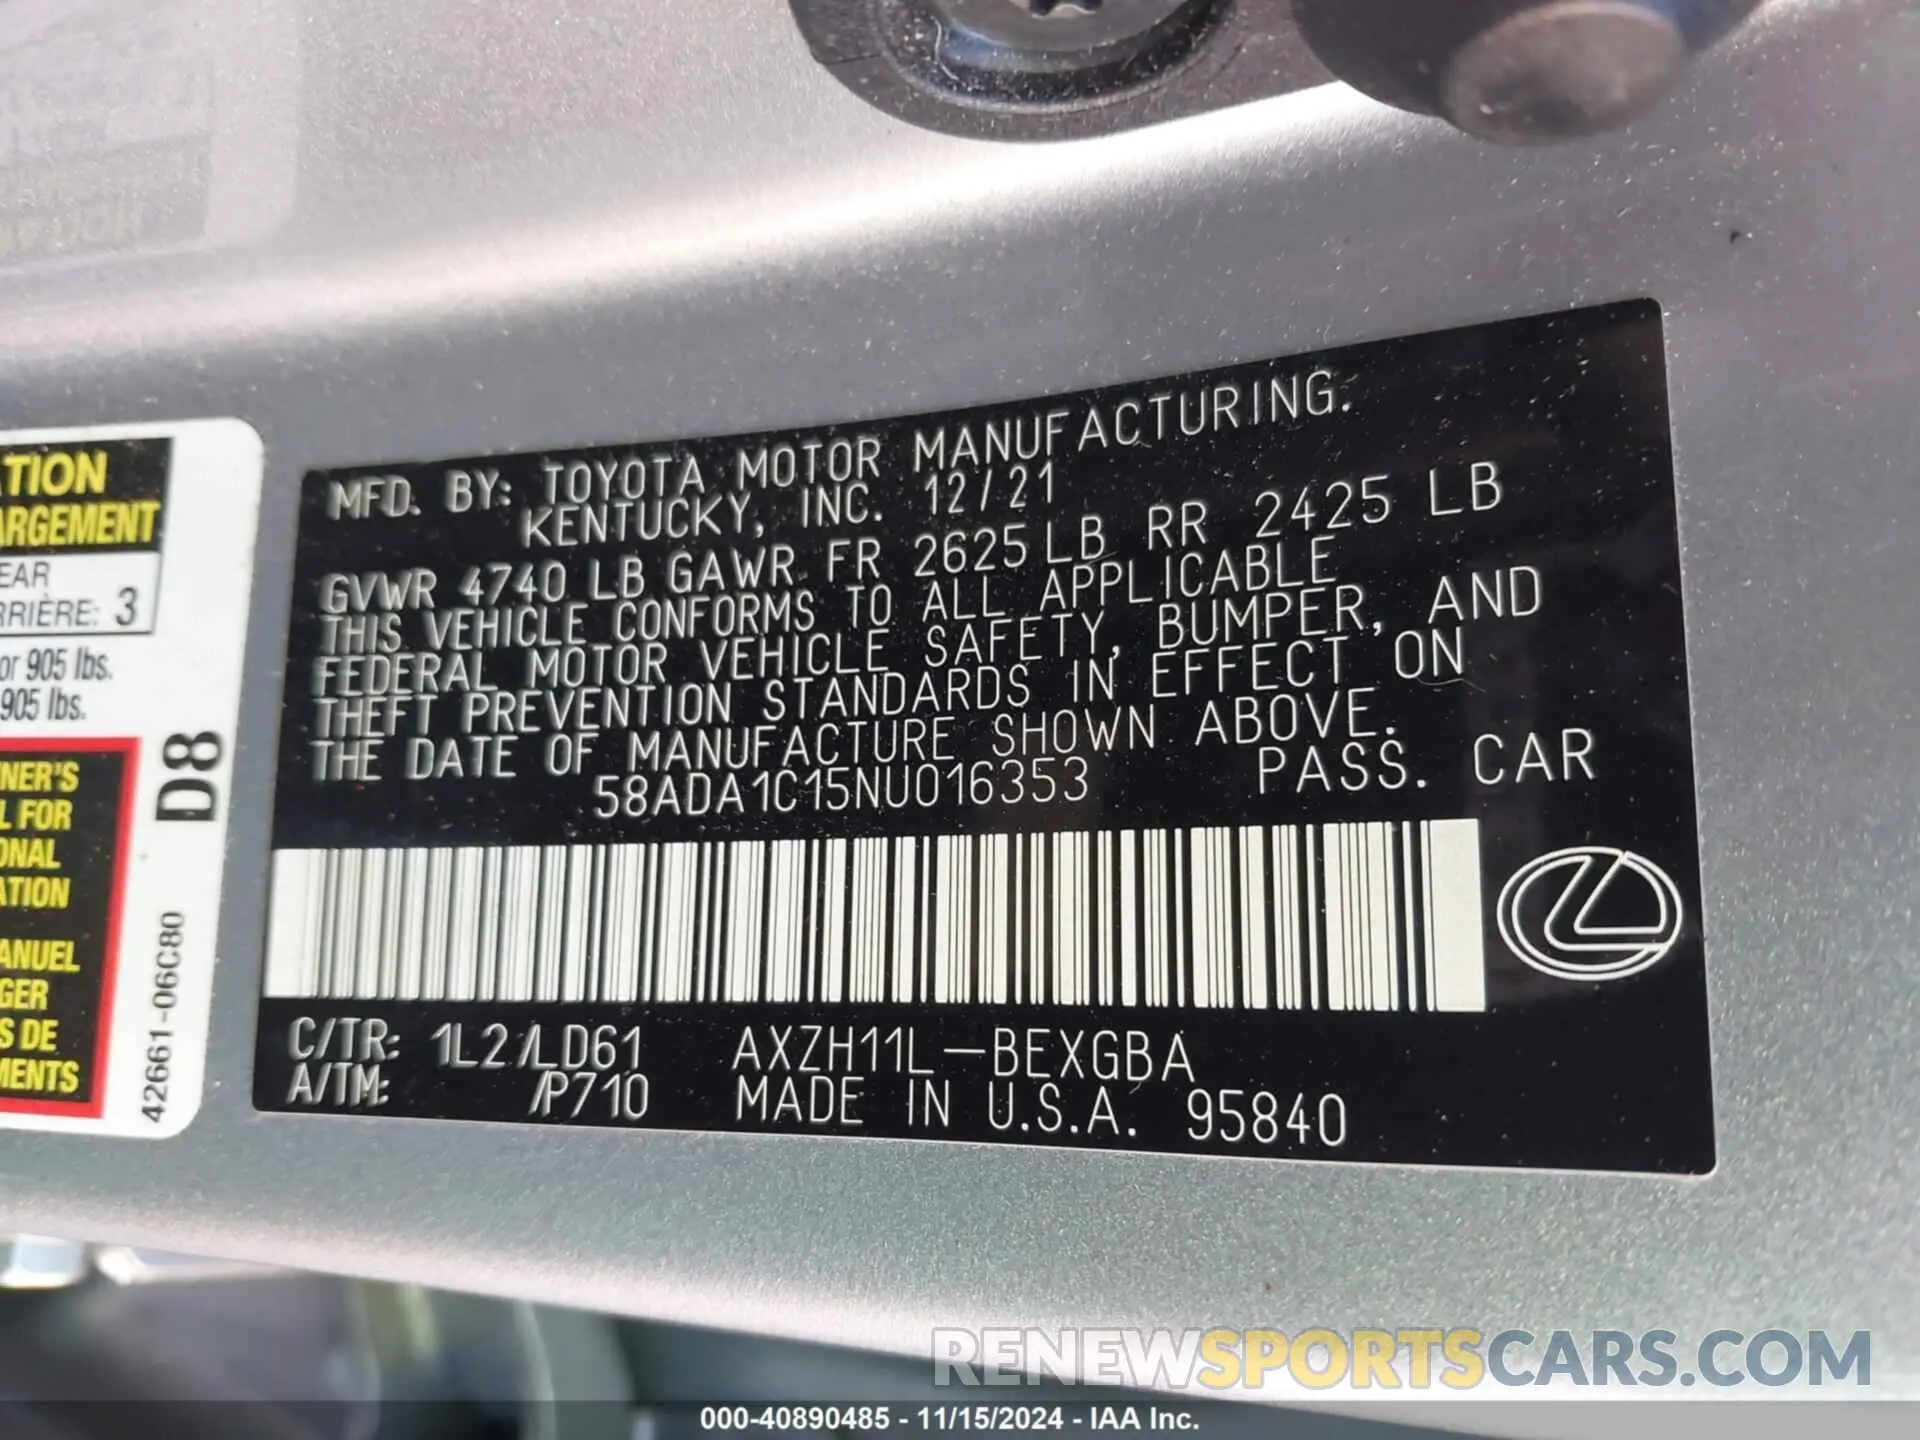 MFD. BY: TOYOTA MOTOR MANUFACTURING.
KENTUCKY, INC. 12/21
GVWR 4740 LB GAWR FR 2625 LB RR 2425 LB
THIS VEHICLE CONFORMS TO ALL APPLICABLE
FEDERAL MOTOR VEHICLE SAFETY, BUMPER, AND
THEFT PREVENTION STANDARDS IN EFFECT ON
THE DATE OF MANUFACTURE SHOWN ABOVE.
58ADA1C15NU016353 PASS. CAR
C/TR: 1L2/LD61 AXZH11L-BEXGBA
A/TM: /P710 MADE IN U.S.A. 95840
ATION
ARGEMENT
EAR
RRIÈRE: 3
or 905 lbs.
905 lbs.
NER'S
L FOR
ONAL
ATION
ANUEL
GER
S DE
MENTS
D8
42661-06C80
RENEWSPORTSCARS.COM
000-40890485 - 11/15/2024 - IAA Inc.